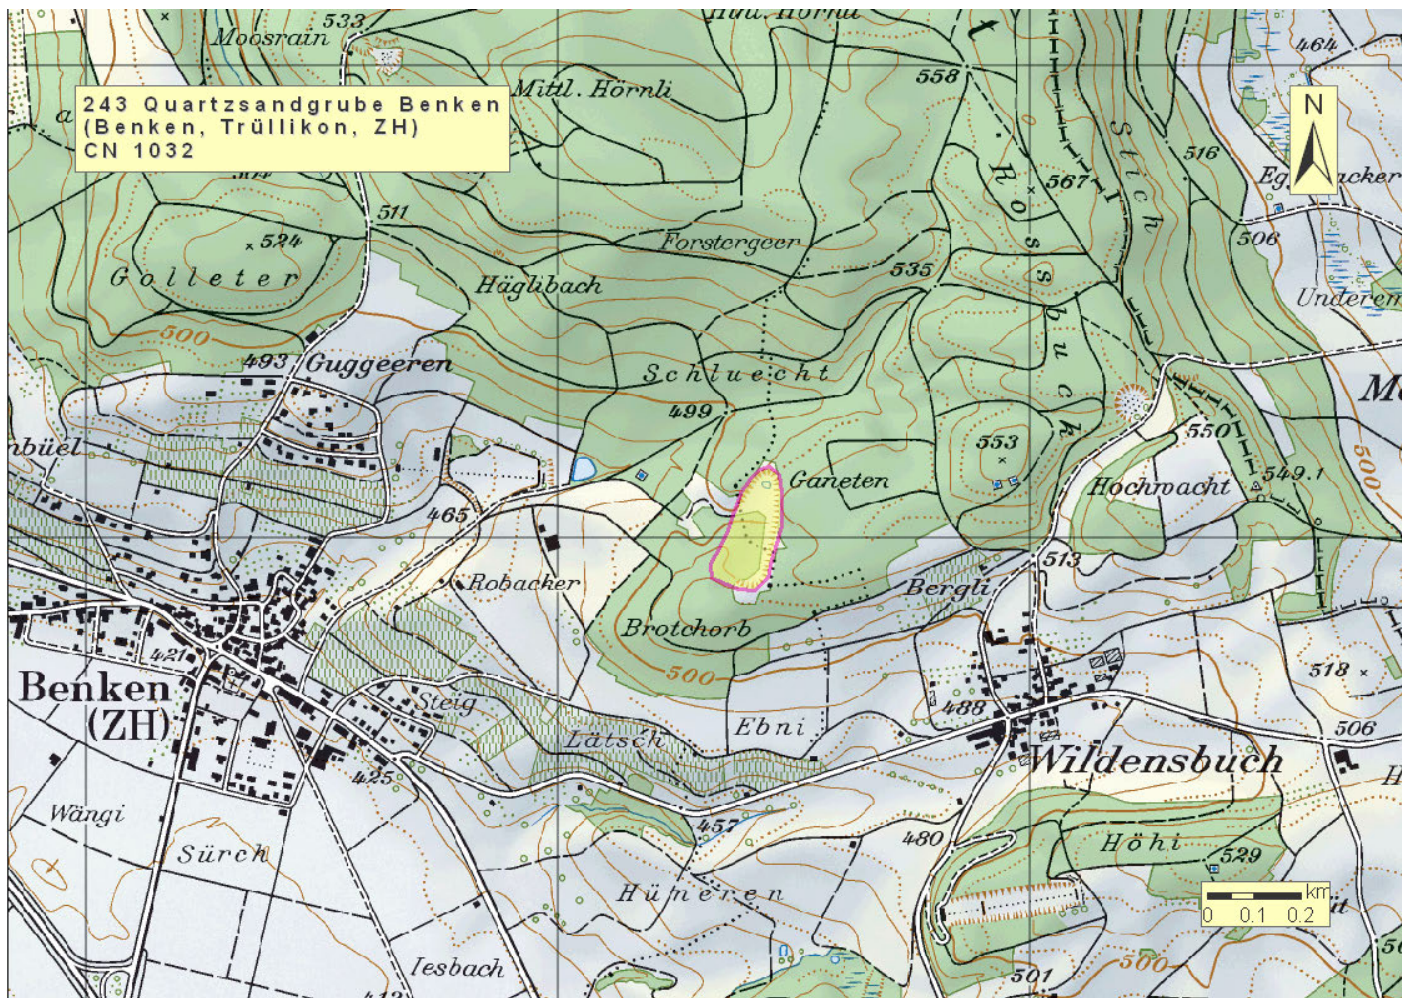 533
Moosrain
Mittl. Hörnli
558
464
243 Quartzsandgrube Benken
(Benken, Trüllikon, ZH)
CN 1032
N
Stich
516
567
Rossbuck
511
524
Golleter
Forstergeer
Häglibach
535
506
500
493
Guggeeren
Schluecht
499
553
550
549.1
500
Ganeten
Hochwacht
465
Robacker
513
Bergli
Brotchorb
500
421
Benken
(ZH)
Steig
Lätsch
Ebni
488
518
506
Wildensbuch
425
Wängi
Sürch
457
480
Höhi
529
Hüneren
km
0 0.1 0.2
Iesbach
501
500